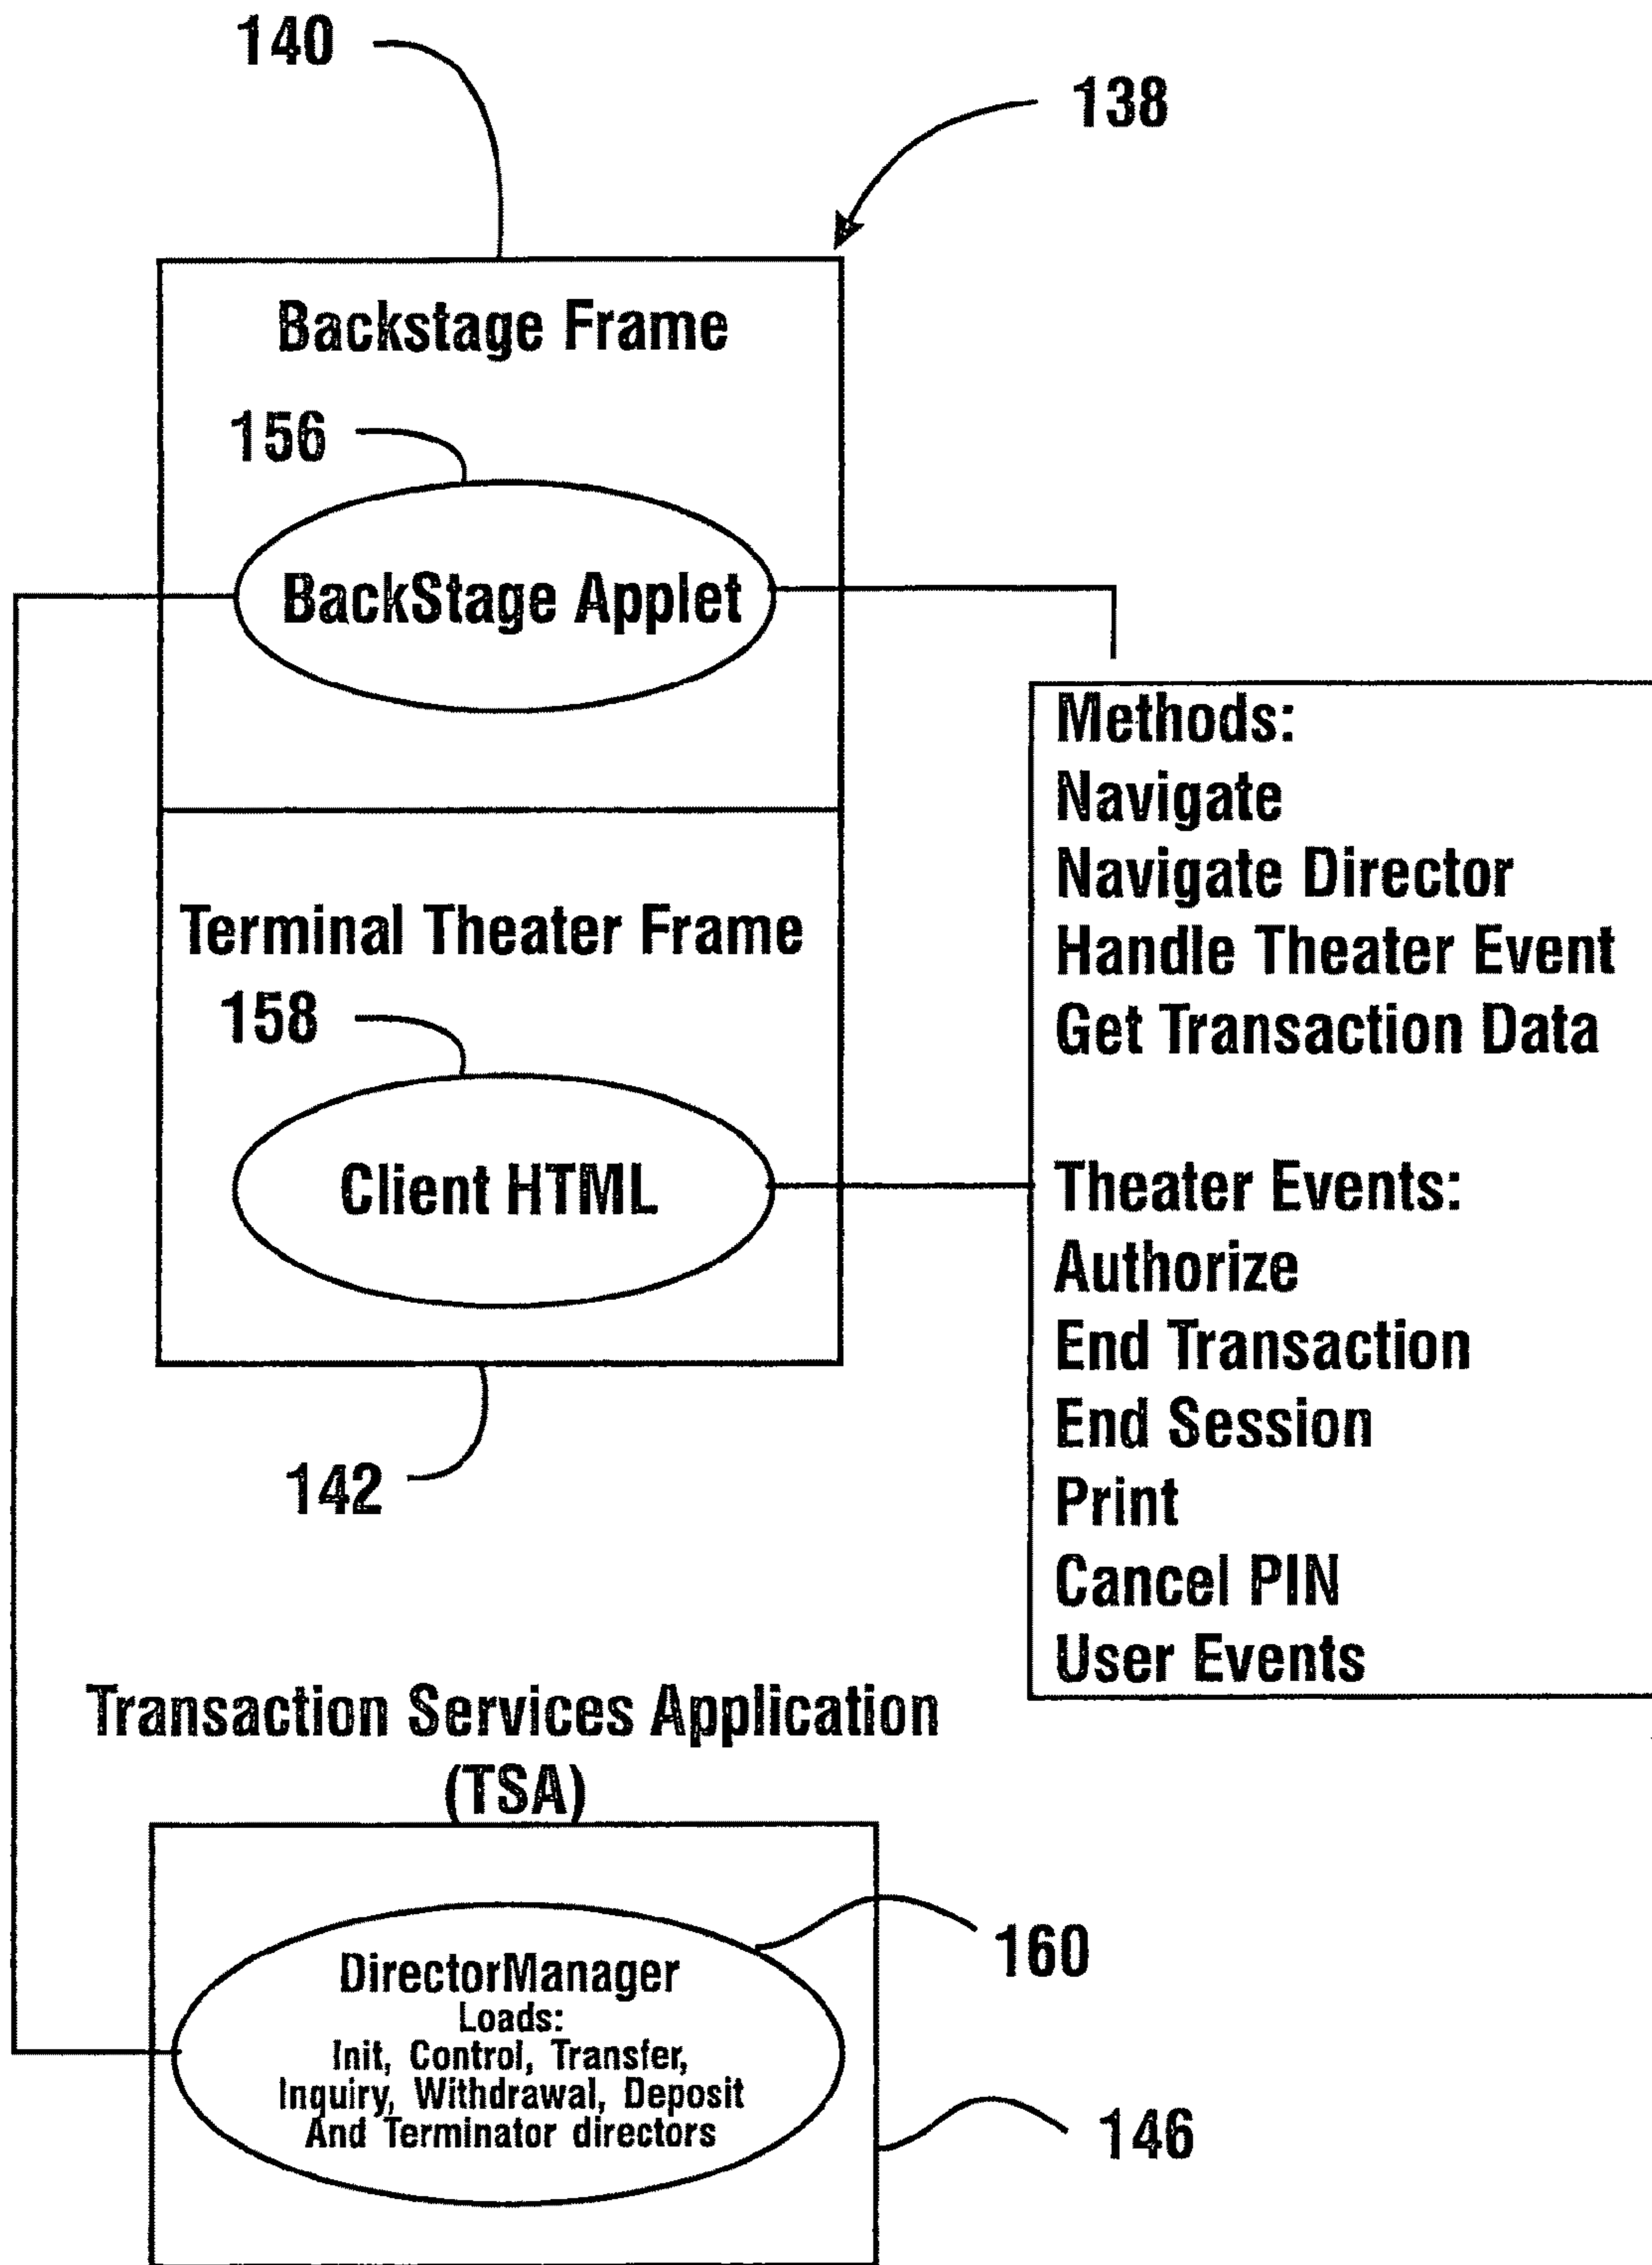 140
138
Backstage Frame
156
BackStage Applet
Terminal Theater Frame
158
Client HTML
142
Methods:
Navigate
Navigate Director
Handle Theater Event
Get Transaction Data
Theater Events:
Authorize
End Transaction
End Session
Print
Cancel PIN
User Events
Transaction Services Application
(TSA)
160
DirectorManager
Loads:
Init, Control, Transfer,
Inquiry, Withdrawal, Deposit
And Terminator directors
146